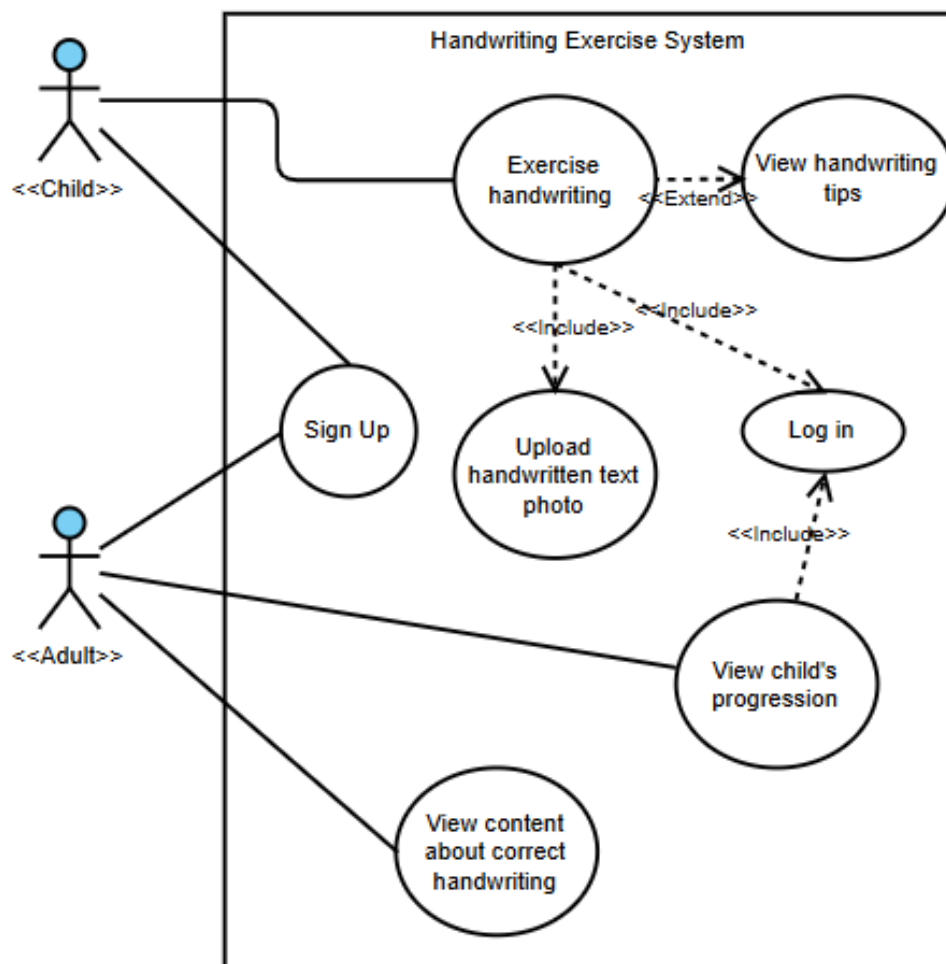 Handwriting Exercise System
<<Child>>
Exercise
handwriting
<<Extend>>
View handwriting
tips
<<Include>>
<<Include>>
Sign Up
Upload
handwritten text
photo
Log in
<<Include>>
<<Adult>>
View child's
progression
View content
about correct
handwriting